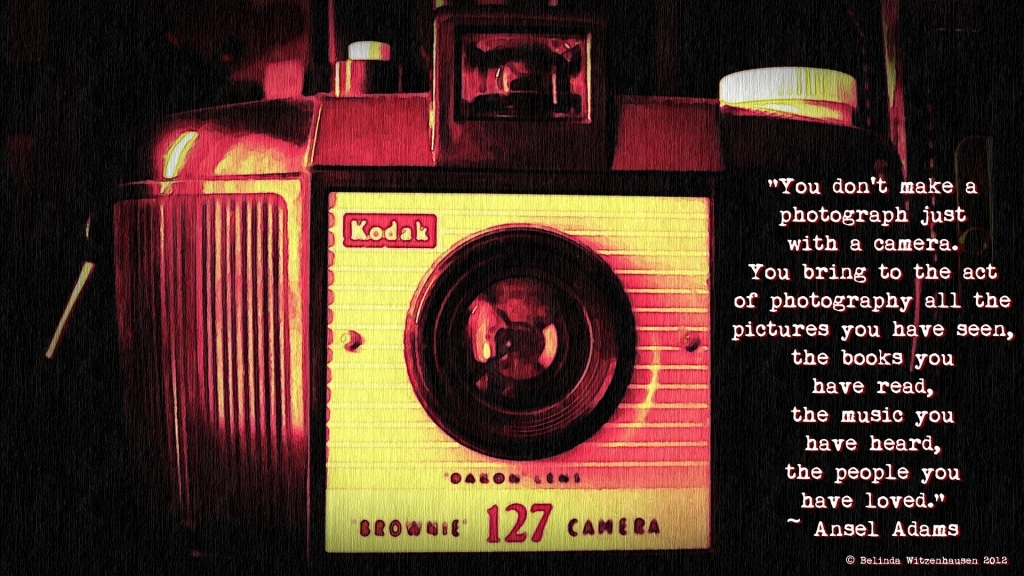 Kodak
"DAKON LENS
"BROWNIE" 127 CAMERA
"You don't make a
photograph just
with a camera.
You bring to the act
of photography all the
pictures you have seen,
the books you
have read,
the music you
have heard,
the people you
have loved."
~ Ansel Adams
© Belinda Witzenhausen 2012